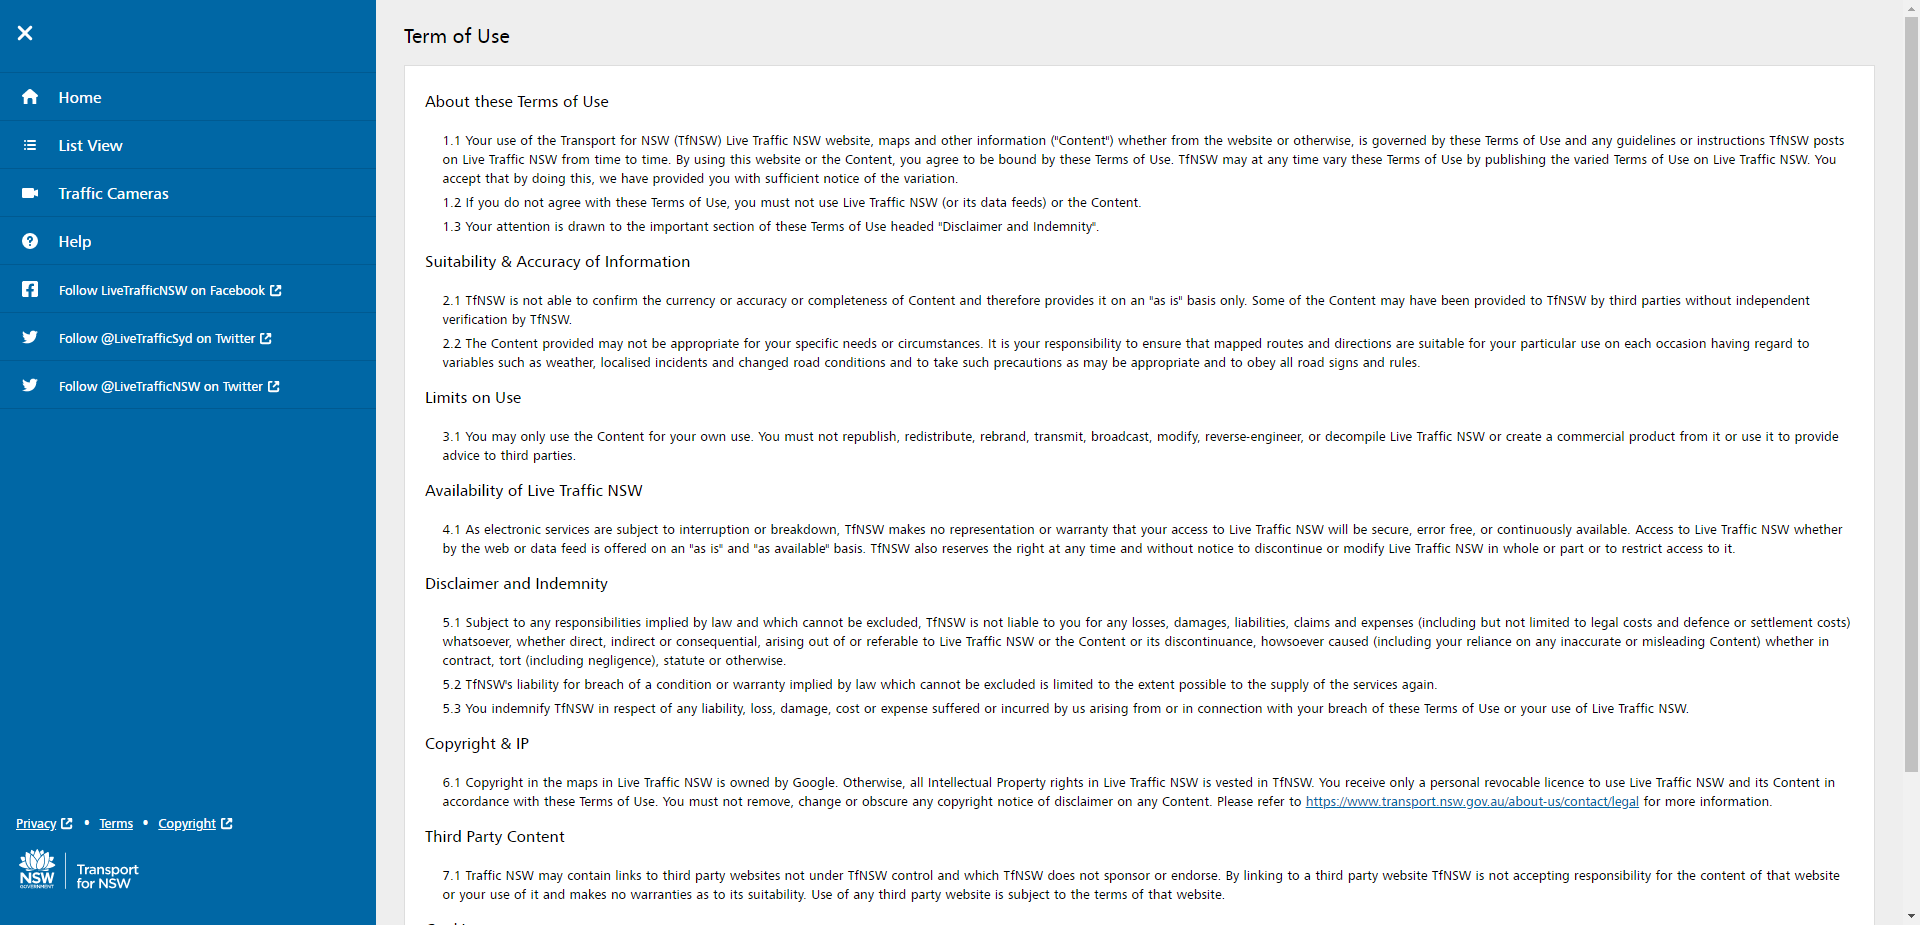 Home
List View
Traffic Cameras
Help
Follow LiveTrafficNSW on Facebook
Follow @LiveTrafficSyd on Twitter
Follow @LiveTrafficNSW on Twitter
Privacy • Terms • Copyright
NSW
GOVERNMENT
Transport
for NSW
Term of Use
About these Terms of Use
1.1 Your use of the Transport for NSW (TfNSW) Live Traffic NSW website, maps and other information ("Content") whether from the website or otherwise, is governed by these Terms of Use and any guidelines or instructions TfNSW posts
on Live Traffic NSW from time to time. By using this website or the Content, you agree to be bound by these Terms of Use. TfNSW may at any time vary these Terms of Use by publishing the varied Terms of Use on Live Traffic NSW. You
accept that by doing this, we have provided you with sufficient notice of the variation.
1.2 If you do not agree with these Terms of Use, you must not use Live Traffic NSW (or its data feeds) or the Content.
1.3 Your attention is drawn to the important section of these Terms of Use headed "Disclaimer and Indemnity".
Suitability & Accuracy of Information
2.1 TfNSW is not able to confirm the currency or accuracy or completeness of Content and therefore provides it on an "as is" basis only. Some of the Content may have been provided to TfNSW by third parties without independent
verification by TfNSW.
2.2 The Content provided may not be appropriate for your specific needs or circumstances. It is your responsibility to ensure that mapped routes and directions are suitable for your particular use on each occasion having regard to
variables such as weather, localised incidents and changed road conditions and to take such precautions as may be appropriate and to obey all road signs and rules.
Limits on Use
3.1 You may only use the Content for your own use. You must not republish, redistribute, rebrand, transmit, broadcast, modify, reverse-engineer, or decompile Live Traffic NSW or create a commercial product from it or use it to provide
advice to third parties.
Availability of Live Traffic NSW
4.1 As electronic services are subject to interruption or breakdown, TfNSW makes no representation or warranty that your access to Live Traffic NSW will be secure, error free, or continuously available. Access to Live Traffic NSW whether
by the web or data feed is offered on an "as is" and "as available" basis. TfNSW also reserves the right at any time and without notice to discontinue or modify Live Traffic NSW in whole or part or to restrict access to it.
Disclaimer and Indemnity
5.1 Subject to any responsibilities implied by law and which cannot be excluded, TfNSW is not liable to you for any losses, damages, liabilities, claims and expenses (including but not limited to legal costs and defence or settlement costs)
whatsoever, whether direct, indirect or consequential, arising out of or referable to Live Traffic NSW or the Content or its discontinuance, howsoever caused (including your reliance on any inaccurate or misleading Content) whether in
contract, tort (including negligence), statute or otherwise.
5.2 TfNSW's liability for breach of a condition or warranty implied by law which cannot be excluded is limited to the extent possible to the supply of the services again.
5.3 You indemnify TfNSW in respect of any liability, loss, damage, cost or expense suffered or incurred by us arising from or in connection with your breach of these Terms of Use or your use of Live Traffic NSW.
Copyright & IP
6.1 Copyright in the maps in Live Traffic NSW is owned by Google. Otherwise, all Intellectual Property rights in Live Traffic NSW is vested in TfNSW. You receive only a personal revocable licence to use Live Traffic NSW and its Content in
accordance with these Terms of Use. You must not remove, change or obscure any copyright notice of disclaimer on any Content. Please refer to https://www.transport.nsw.gov.au/about-us/contact/legal for more information.
Third Party Content
7.1 Traffic NSW may contain links to third party websites not under TfNSW control and which TfNSW does not sponsor or endorse. By linking to a third party website TfNSW is not accepting responsibility for the content of that website
or your use of it and makes no warranties as to its suitability. Use of any third party website is subject to the terms of that website.